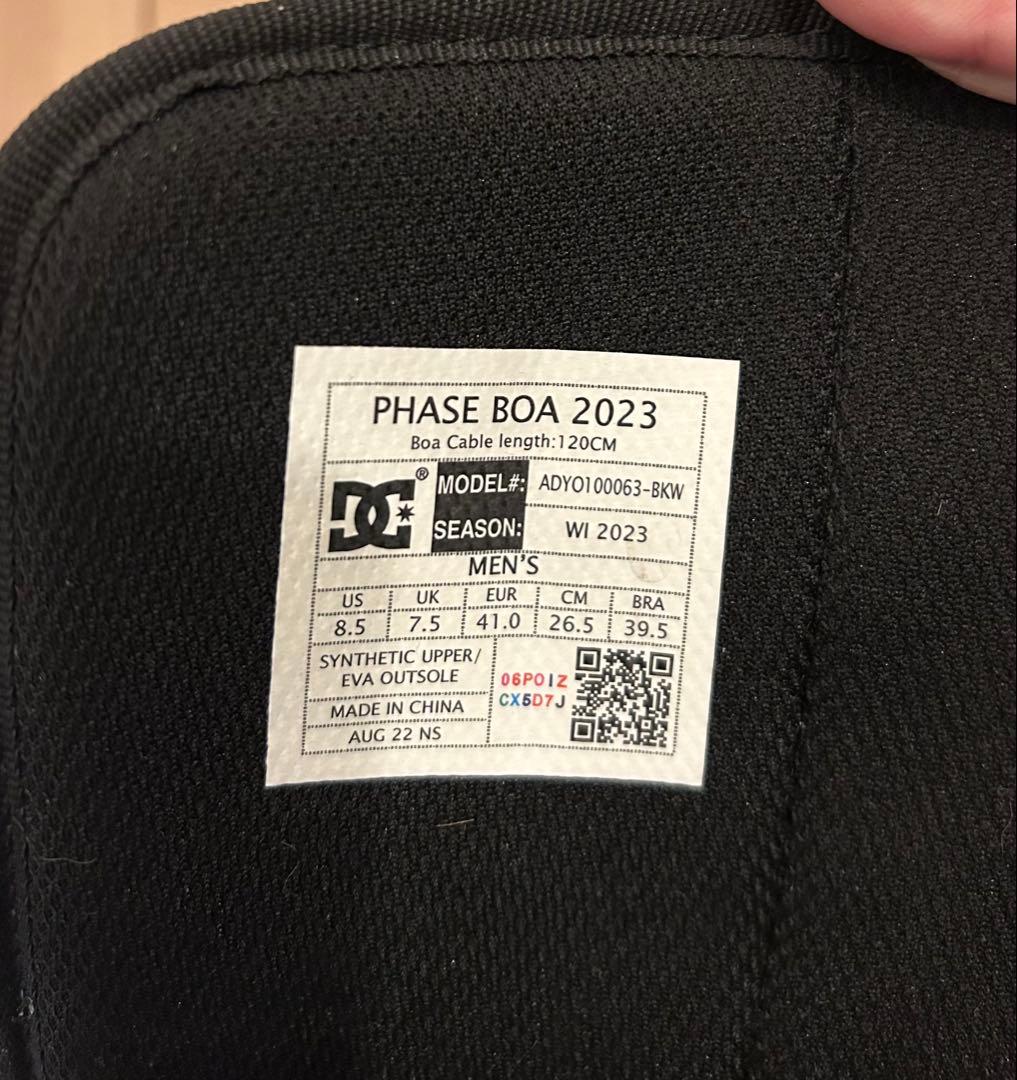 PHASE BOA 2023
Boa Cable length:120CM
DC®
MODEL#: ADYO100063-BKW
SEASON: WI 2023
MEN'S
US UK EUR CM BRA
8.5 7.5 41.0 26.5 39.5
SYNTHETIC UPPER/
EVA OUTSOLE
MADE IN CHINA
AUG 22 NS
06POIZ
CX5D7J